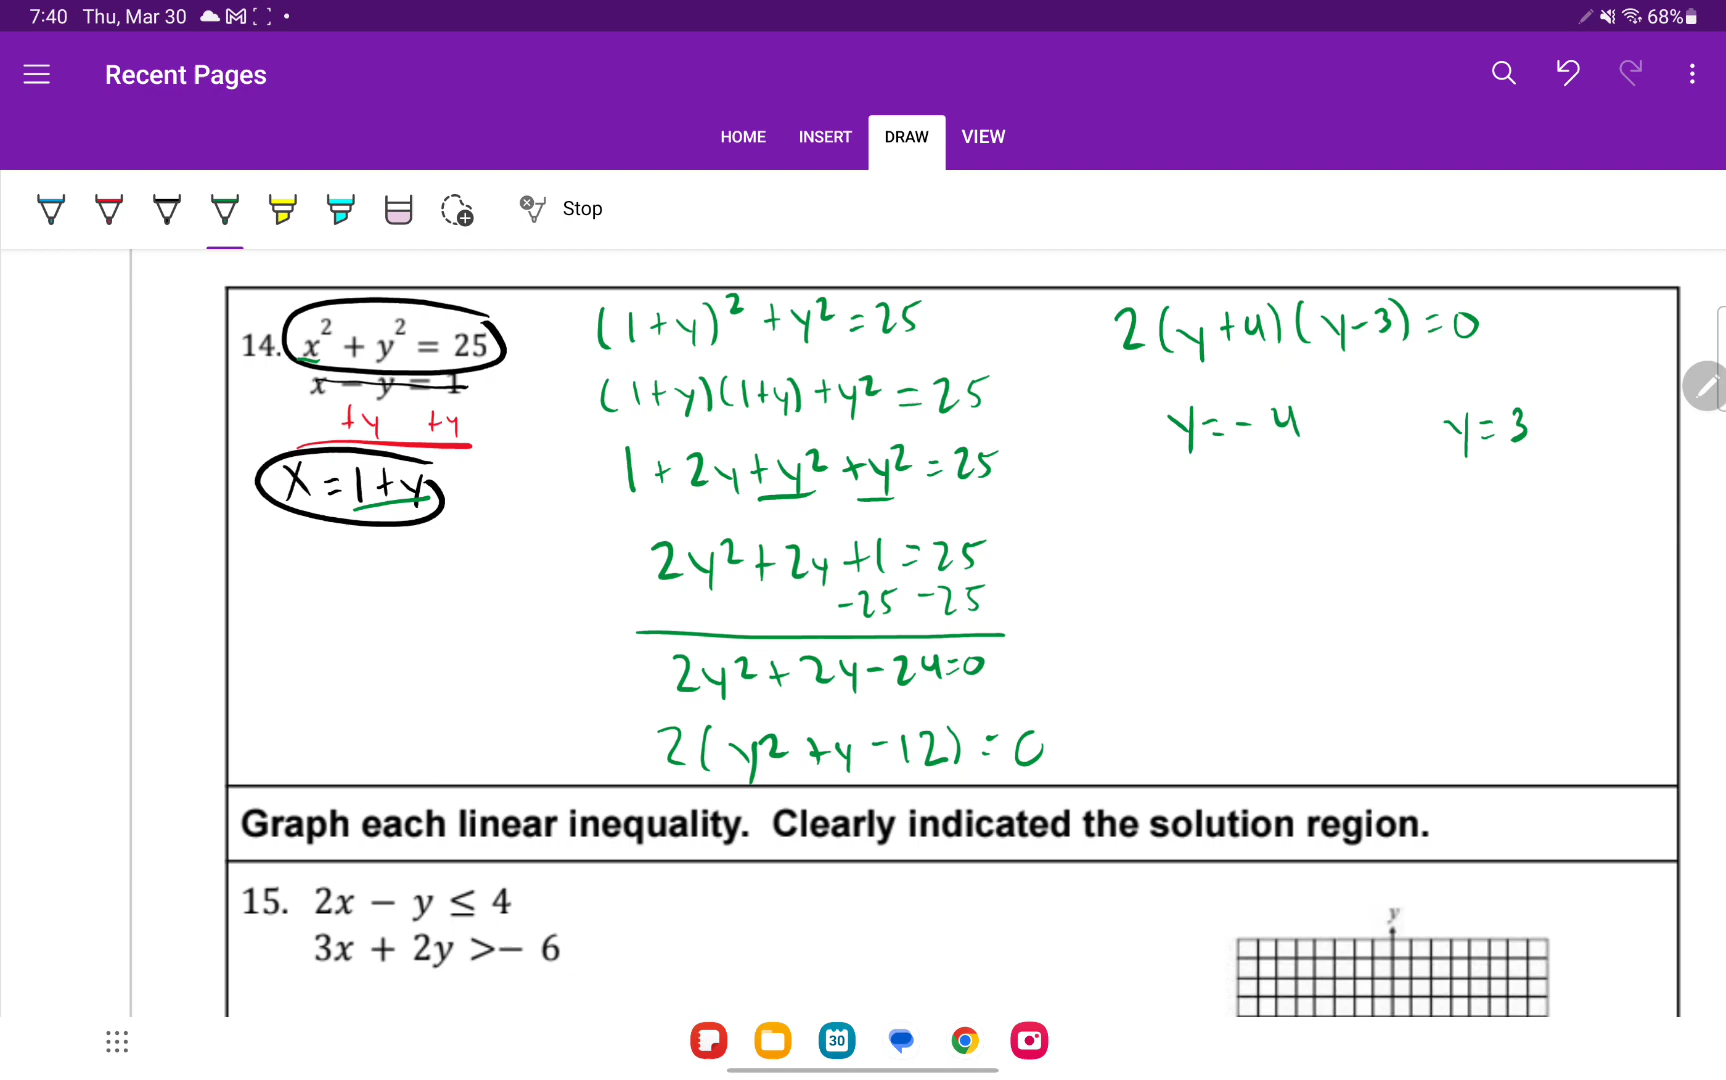 7:40 Thu, Mar 30 68%
Recent Pages
HOME INSERT DRAW VIEW
Stop
14. x² + y² = 25
x − y = 1
+y +y
x = 1+y
(1+y)² + y² = 25
(1+y)(1+y) + y² = 25
1 + 2y + y² + y² = 25
2y² + 2y + 1 = 25
-25 -25
2y² + 2y - 24 = 0
2(y² + y - 12) = 0
2(y+4)(y-3) = 0
y = -4 y = 3
Graph each linear inequality. Clearly indicated the solution region.
15. 2x − y ≤ 4
3x + 2y >− 6
y
30